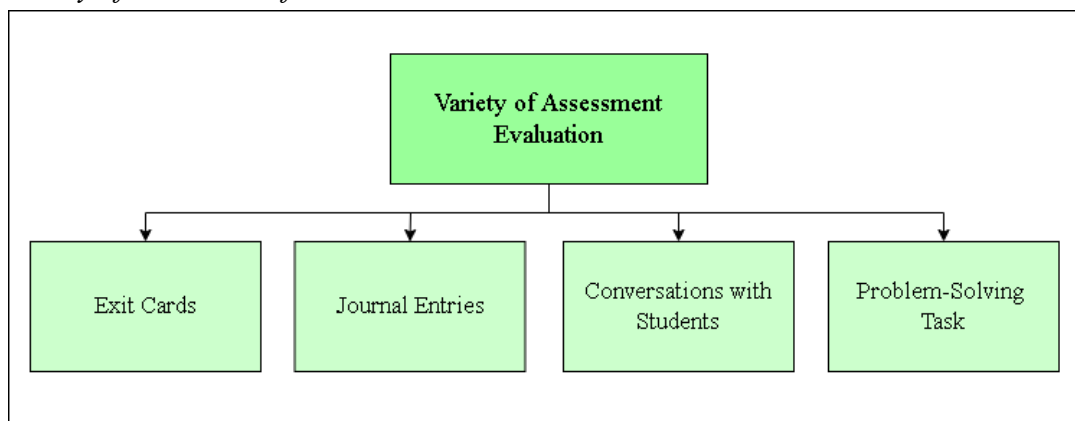 Variety of Assessment
Evaluation
Exit Cards
Journal Entries
Conversations with
Students
Problem-Solving
Task